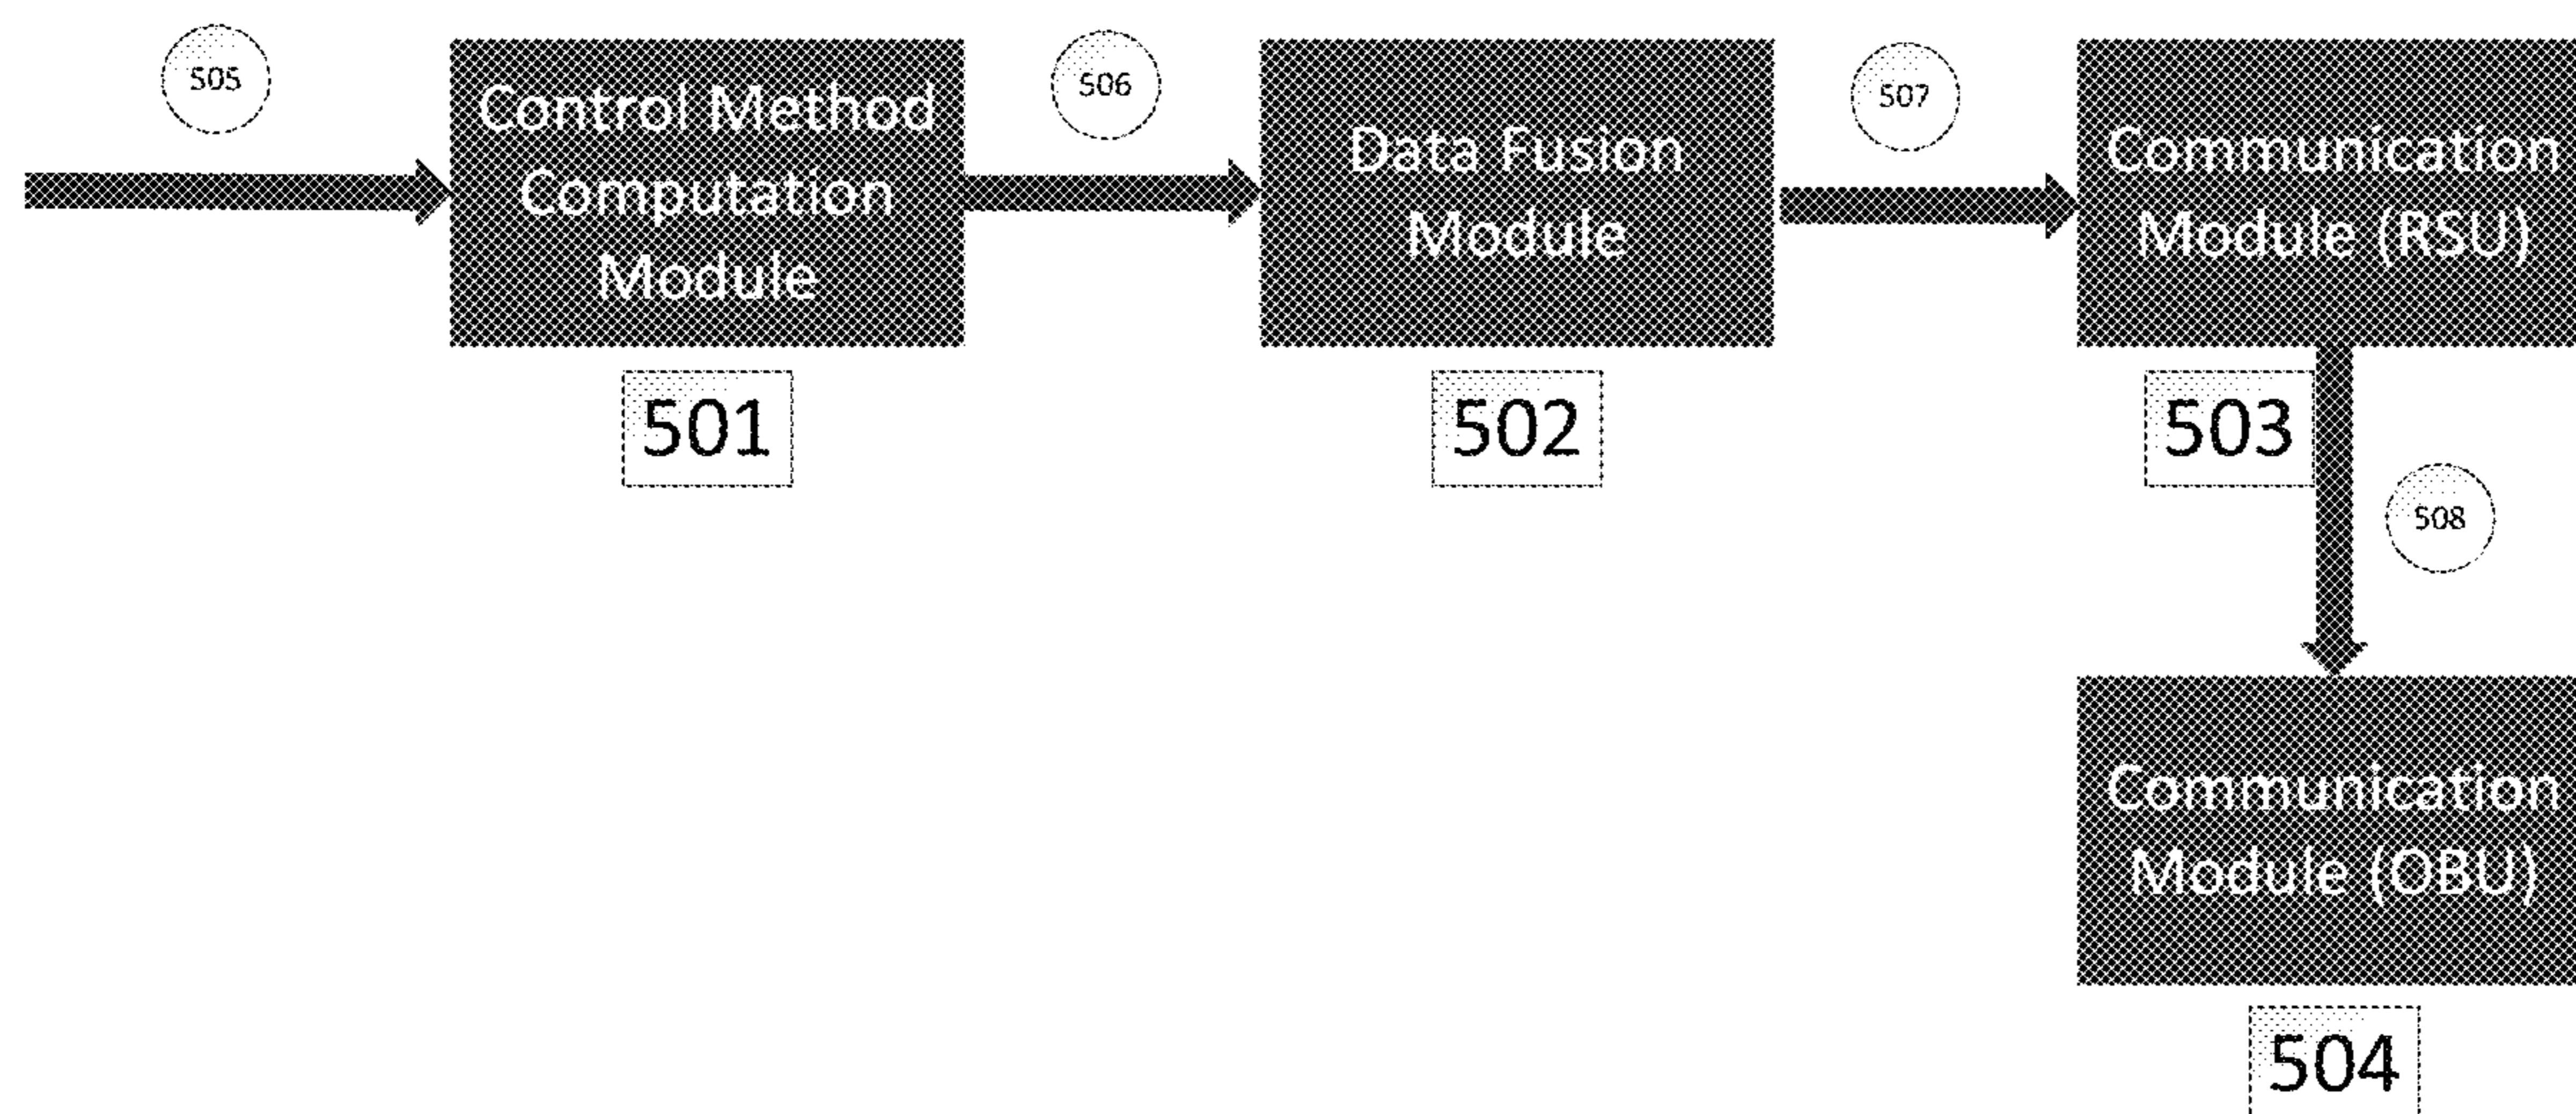 505
Control Method
Computation
Module
506
Data Fusion
Module
507
Communication
Module (RSU)
501
502
503
508
Communication
Module (OBU)
504